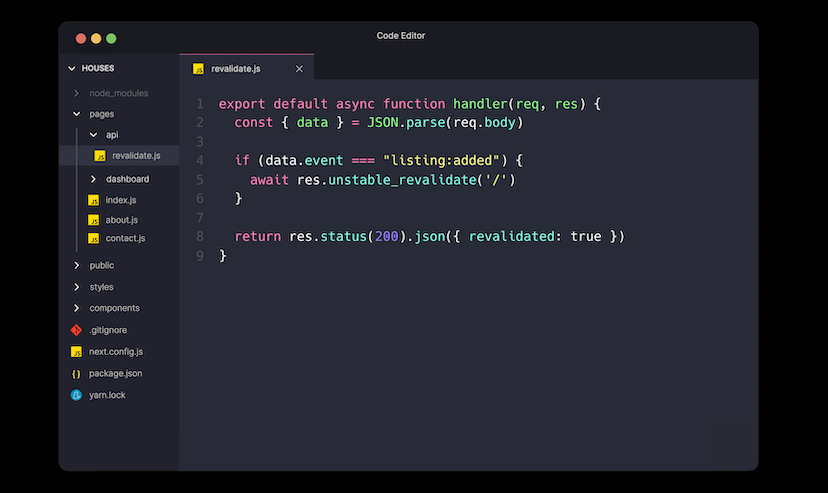 Code Editor
HOUSES
node_modules
pages
api
JS revalidate.js
dashboard
JS index.js
JS about.js
JS contact.js
public
styles
components
.gitignore
JS next.config.js
{} package.json
yarn.lock
JS revalidate.js
1 export default async function handler(req, res) {
2 const { data } = JSON.parse(req.body)
3
4 if (data.event === "listing:added") {
5 await res.unstable_revalidate('/')
6 }
7
8 return res.status(200).json({ revalidated: true })
9 }